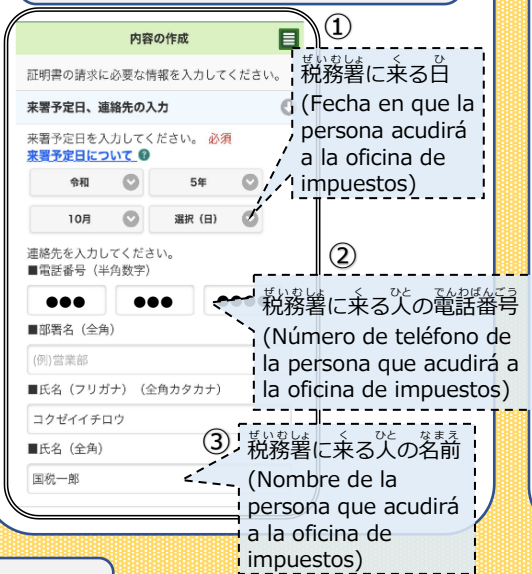 内容の作成
証明書の請求に必要な情報を入力してください。
来署予定日、連絡先の入力
来署予定日を入力してください。 必須
来署予定日について ?
令和 5年
10月 選択（日）
連絡先を入力してください。
■電話番号（半角数字）
●●● ●●● ●●●●
■部署名（全角）
(例)営業部
■氏名（フリガナ）（全角カタカナ）
コクゼイイチロウ
■氏名（全角）
国税一郎
①
ぜいむしょ く ひ
税務署に来る日
(Fecha en que la
persona acudirá
a la oficina de
impuestos)
②
ぜいむしょ く ひと でんわばんごう
税務署に来る人の電話番号
(Número de teléfono de
la persona que acudirá a
la oficina de impuestos)
③
ぜいむしょ く ひと なまえ
税務署に来る人の名前
(Nombre de la
persona que acudirá
a la oficina de
impuestos)